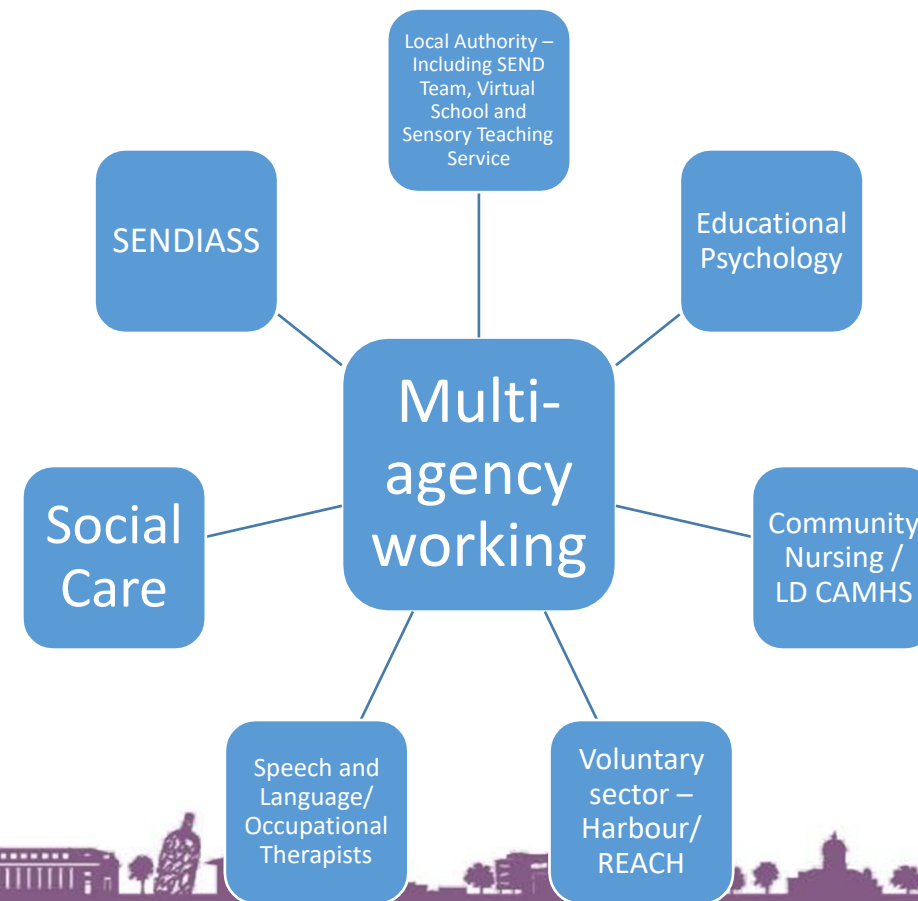 Local Authority –
Including SEND
Team, Virtual
School and
Sensory Teaching
Service
SENDIASS
Educational
Psychology
Multi-
agency
working
Social
Care
Community
Nursing /
LD CAMHS
Speech and
Language/
Occupational
Therapists
Voluntary
sector –
Harbour/
REACH